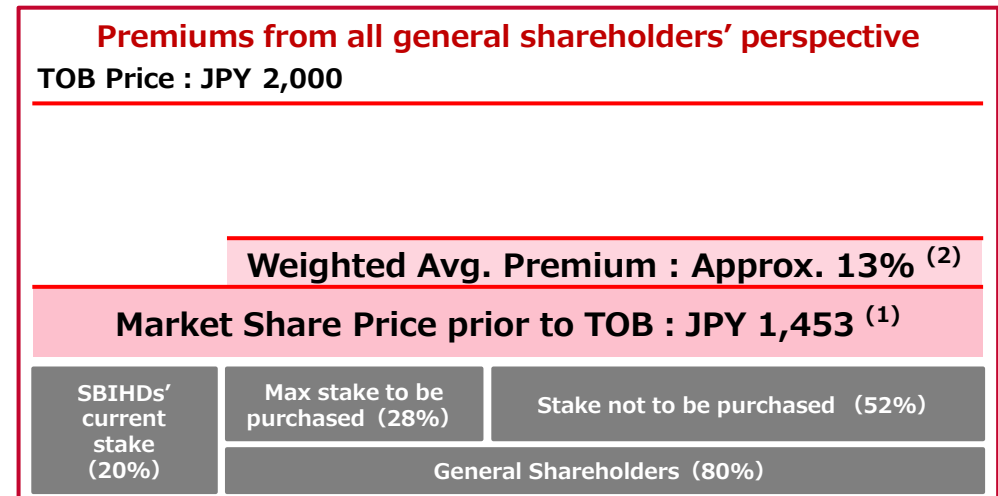 Premiums from all general shareholders’ perspective
TOB Price : JPY 2,000
Weighted Avg. Premium : Approx. 13% (2)
Market Share Price prior to TOB : JPY 1,453 (1)
SBIHDs’
current
stake
(20%)
Max stake to be
purchased (28%)
Stake not to be purchased (52%)
General Shareholders (80%)